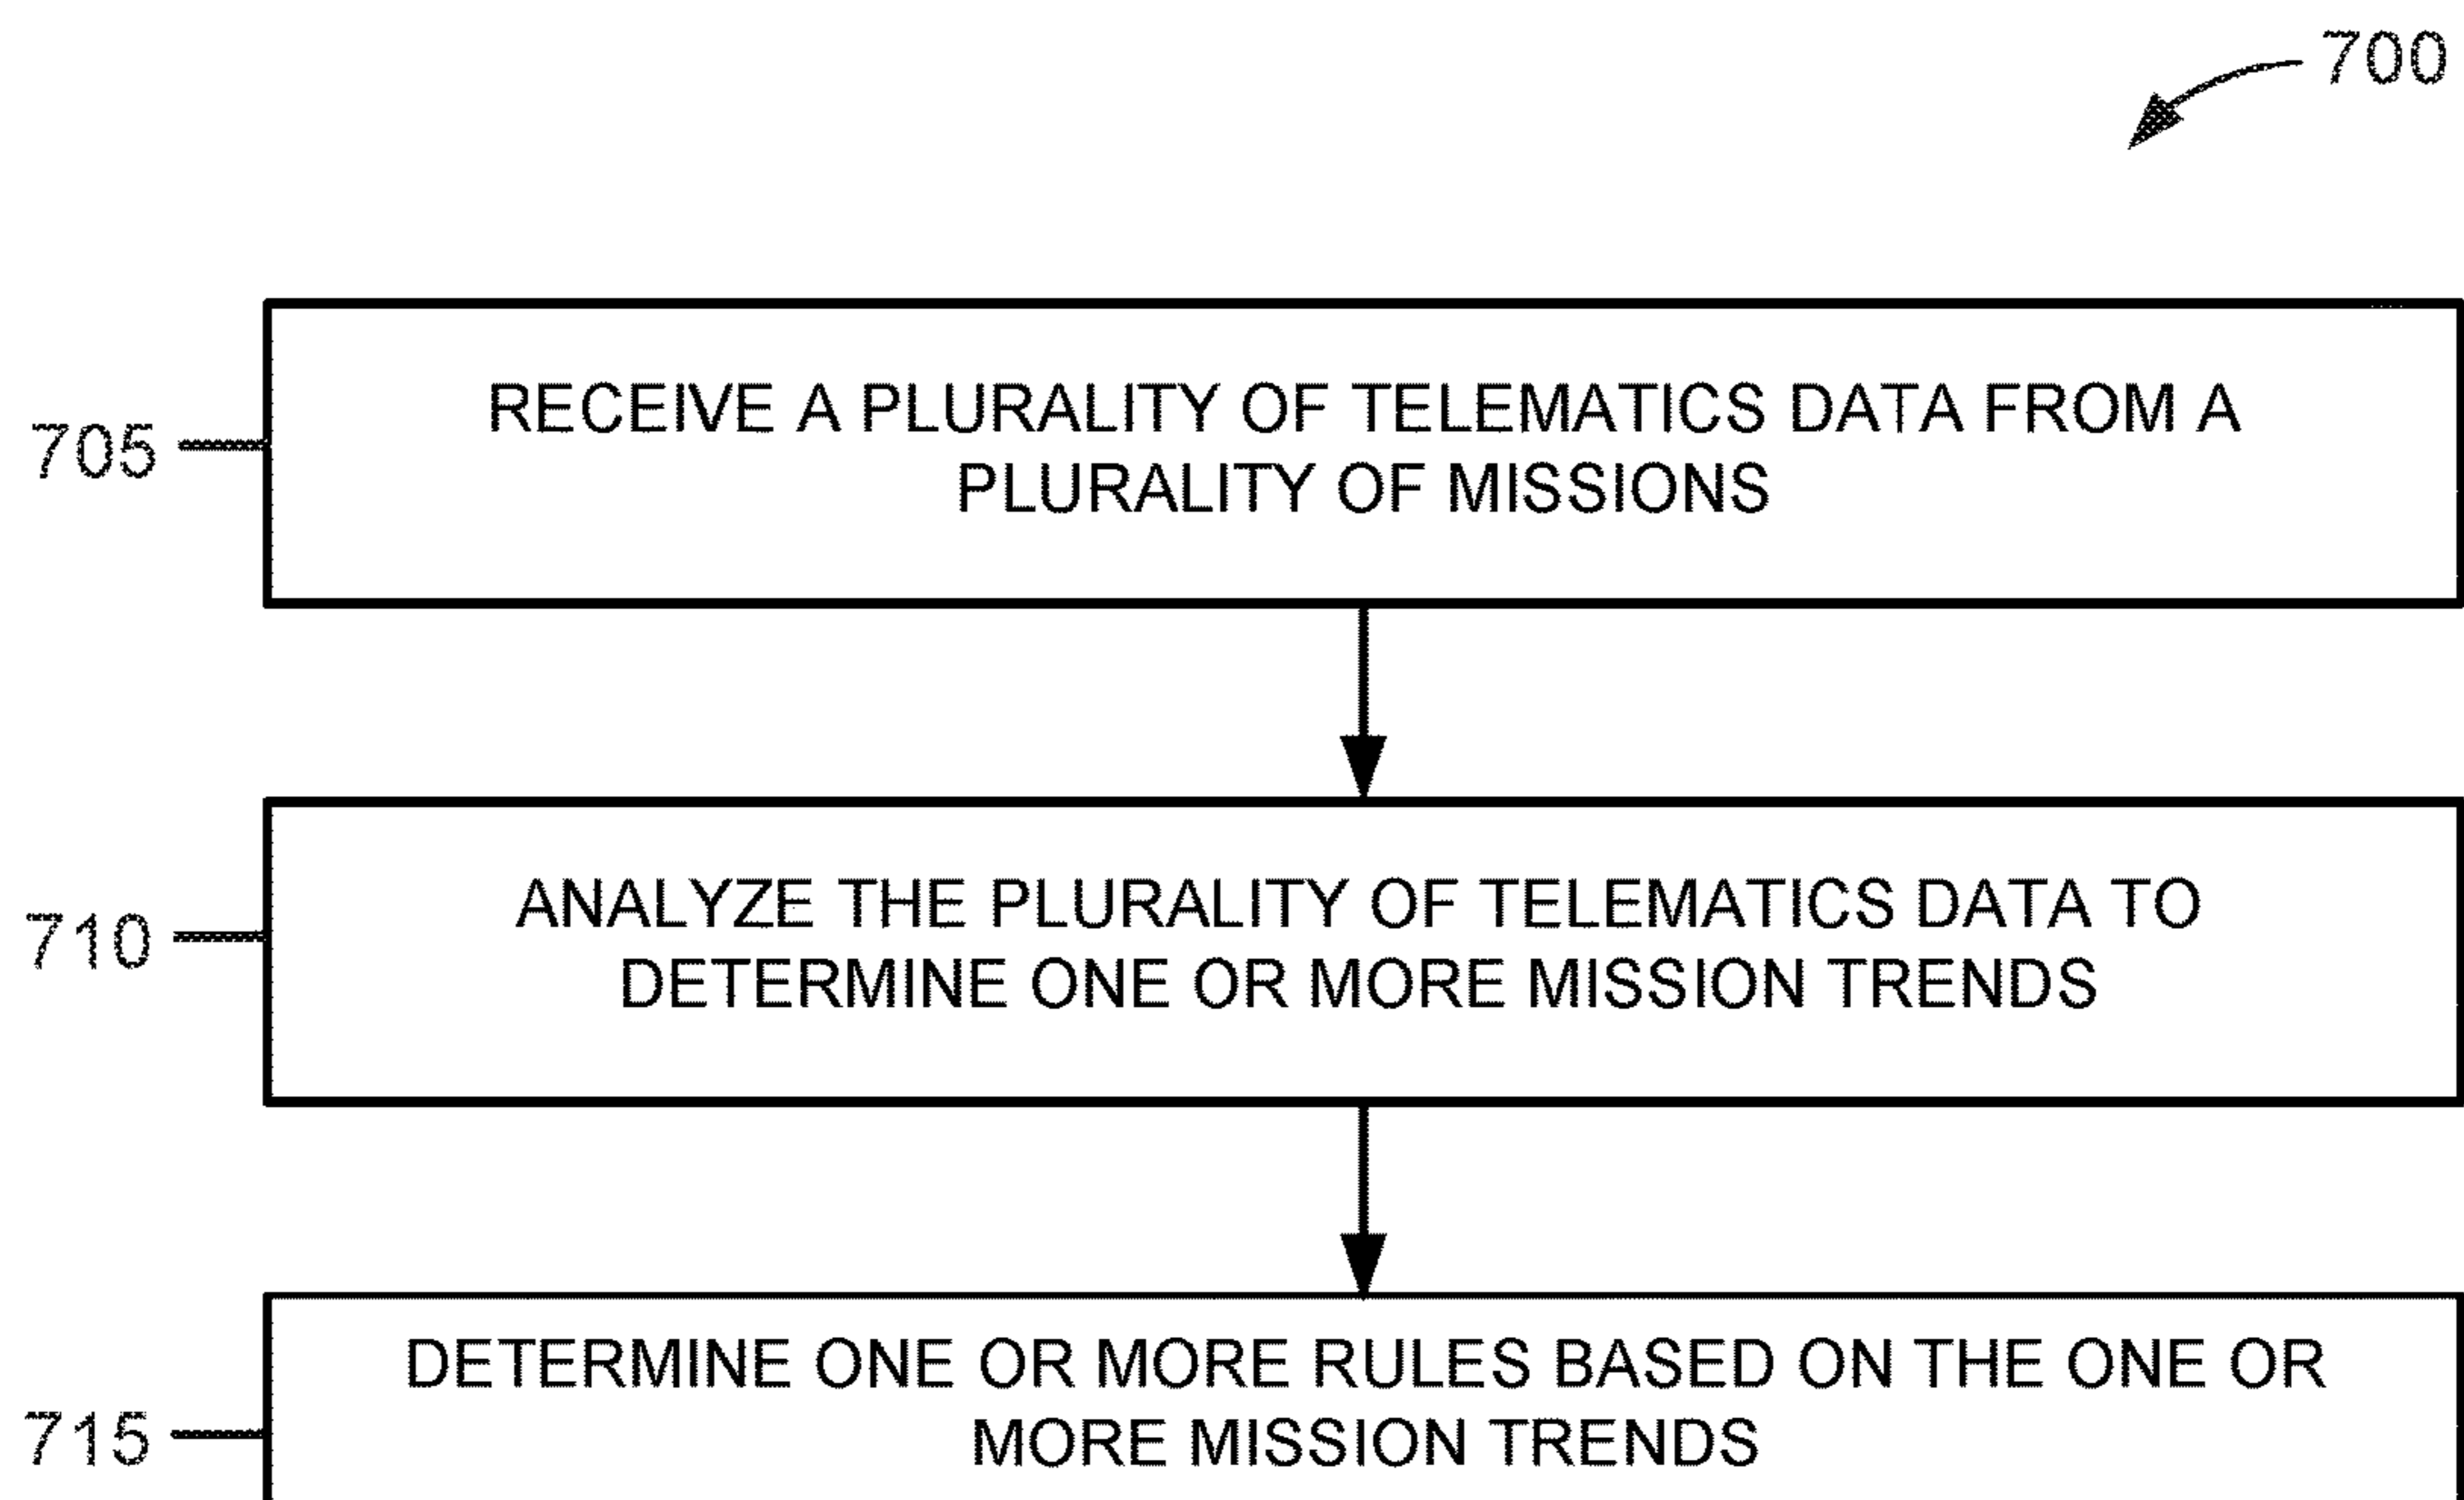 700
705
RECEIVE A PLURALITY OF TELEMATICS DATA FROM A
PLURALITY OF MISSIONS
710
ANALYZE THE PLURALITY OF TELEMATICS DATA TO
DETERMINE ONE OR MORE MISSION TRENDS
715
DETERMINE ONE OR MORE RULES BASED ON THE ONE OR
MORE MISSION TRENDS